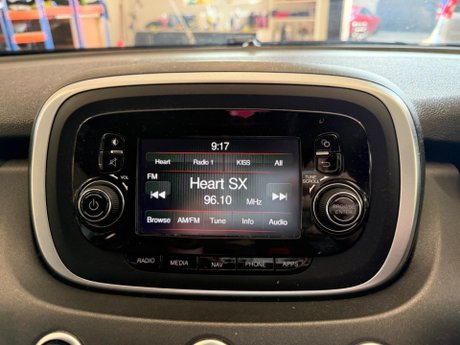 9:17
Heart Radio 1 KISS All
FM
Heart SX
96.10 MHz
Browse AM/FM Tune Info Audio
VOL
TUNE
SCROLL
BROWSE
ENTER
RADIO MEDIA NAV PHONE APPS